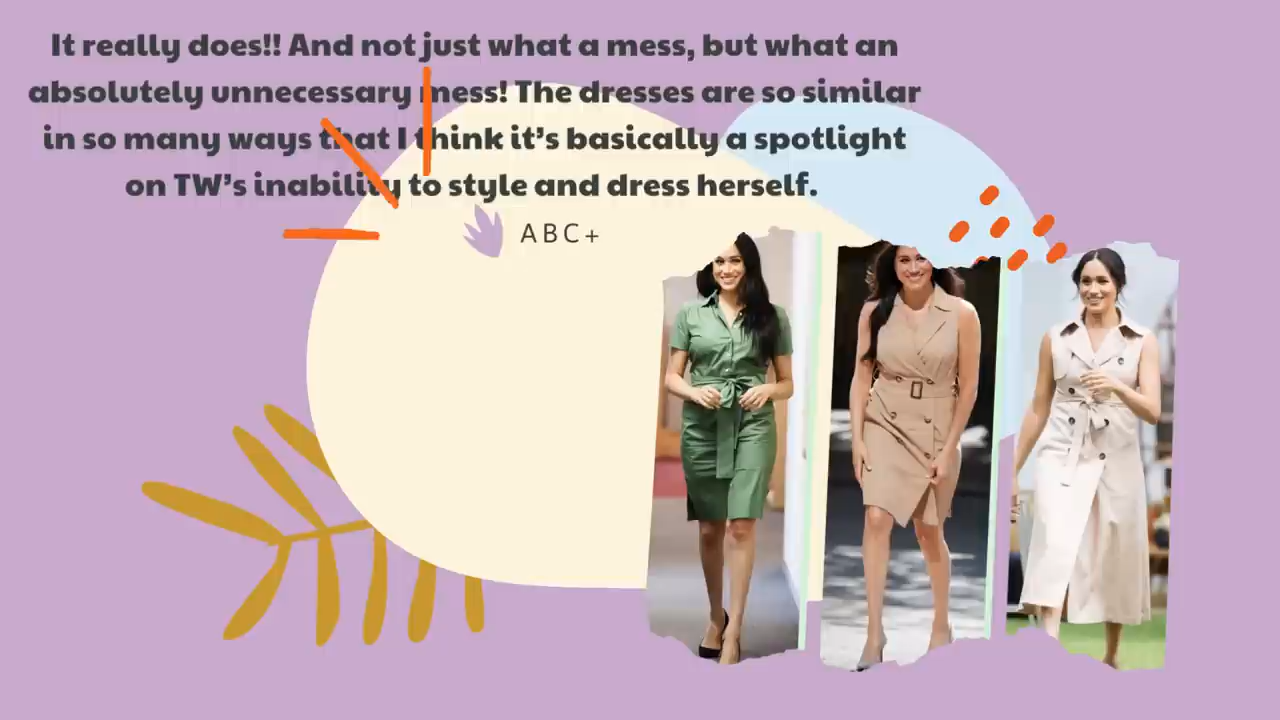 It really does!! And not just what a mess, but what an
absolutely unnecessary mess! The dresses are so similar
in so many ways that I think it's basically a spotlight
on TW's inability to style and dress herself.
ABC+